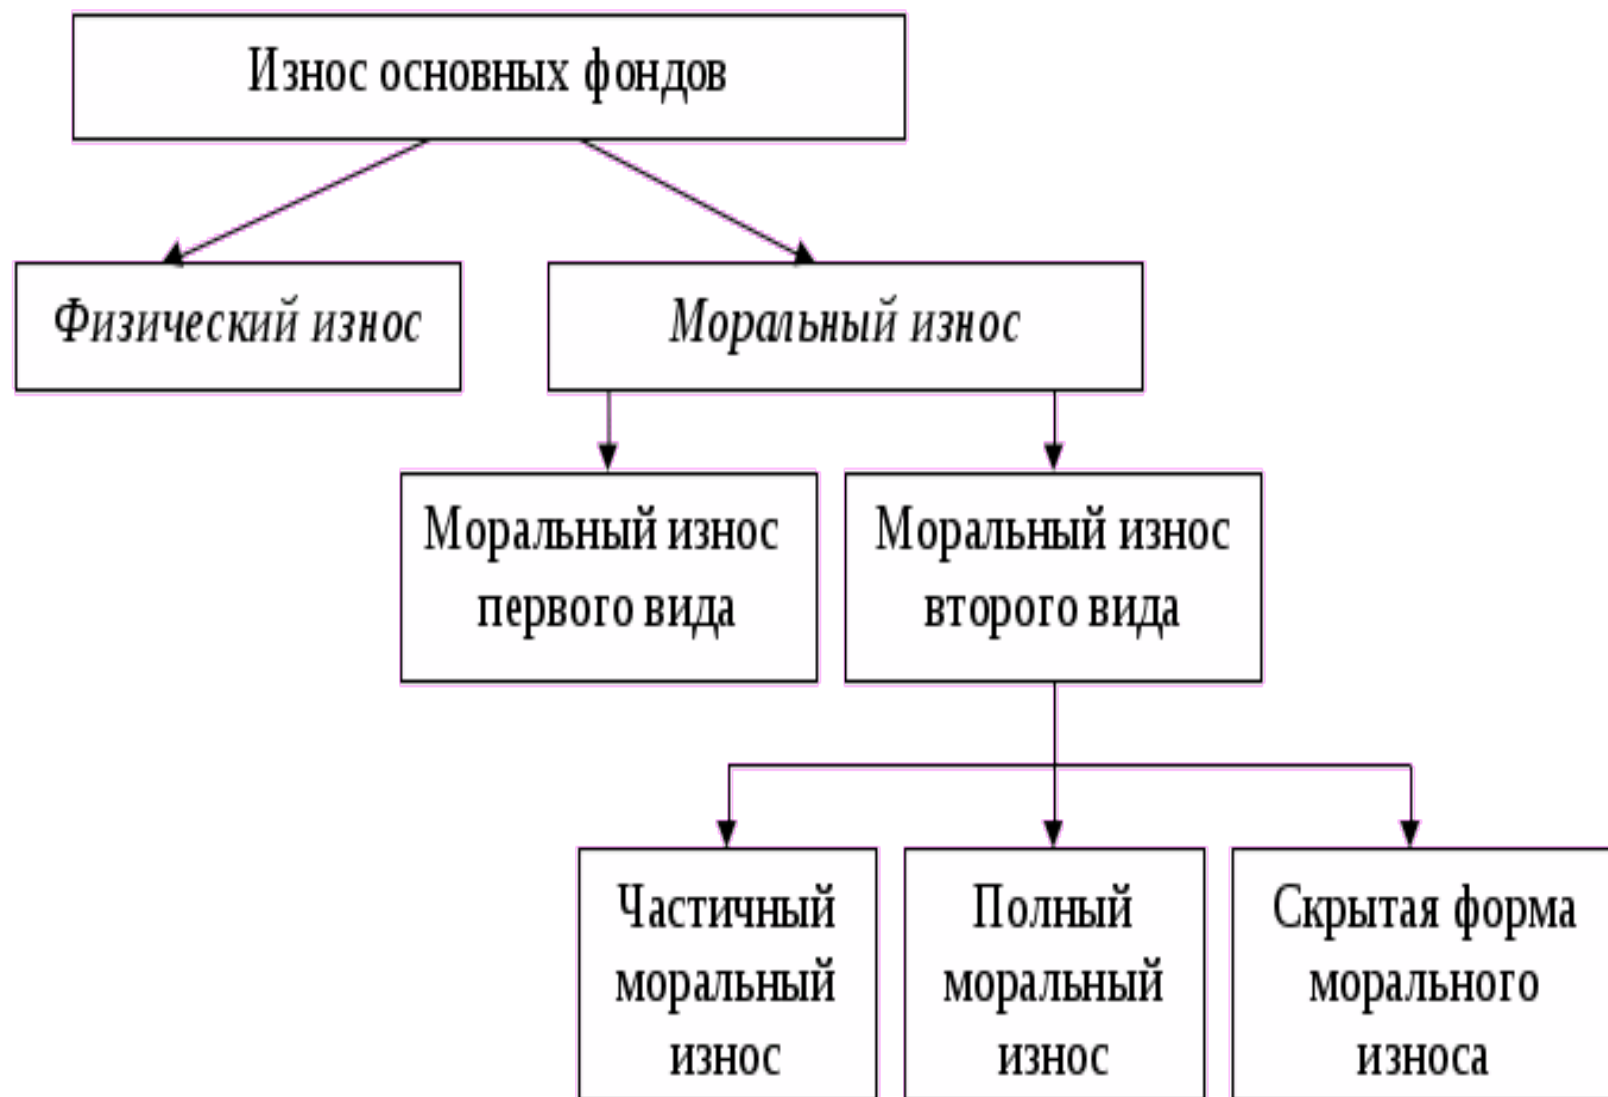 Износ основных фондов
Физический износ
Моральный износ
Моральный износ
первого вида
Моральный износ
второго вида
Частичный
моральный
износ
Полный
моральный
износ
Скрытая форма
морального
износа